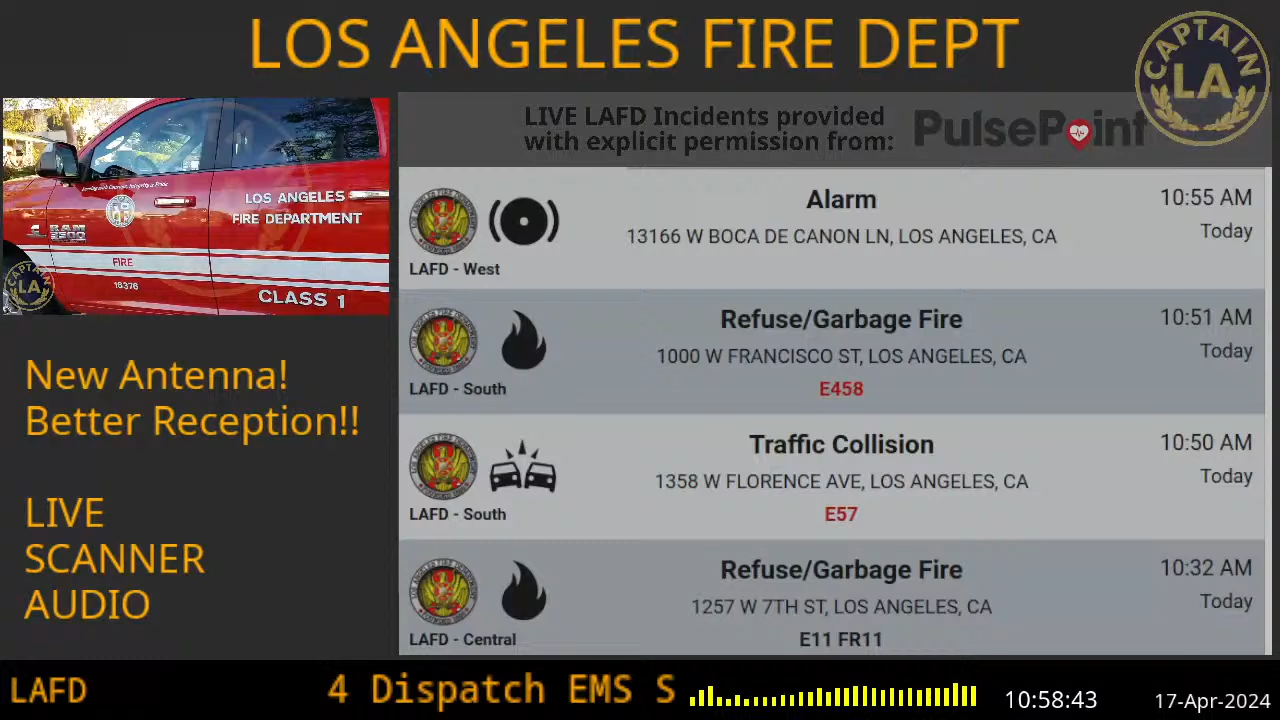 LOS ANGELES FIRE DEPT
CAPTAIN
LA
LIVE LAFD Incidents provided
with explicit permission from:
PulsePoint
LOS ANGELES
FIRE DEPARTMENT
RAM
FIRE
16376
CLASS 1
LA
Alarm
10:55 AM
13166 W BOCA DE CANON LN, LOS ANGELES, CA
Today
LAFD - West
Refuse/Garbage Fire
10:51 AM
1000 W FRANCISCO ST, LOS ANGELES, CA
Today
LAFD - South
E458
Traffic Collision
10:50 AM
1358 W FLORENCE AVE, LOS ANGELES, CA
Today
LAFD - South
E57
Refuse/Garbage Fire
10:32 AM
1257 W 7TH ST, LOS ANGELES, CA
Today
LAFD - Central
E11 FR11
New Antenna!
Better Reception!!
LIVE
SCANNER
AUDIO
LAFD
4 Dispatch EMS S
10:58:43
17-Apr-2024